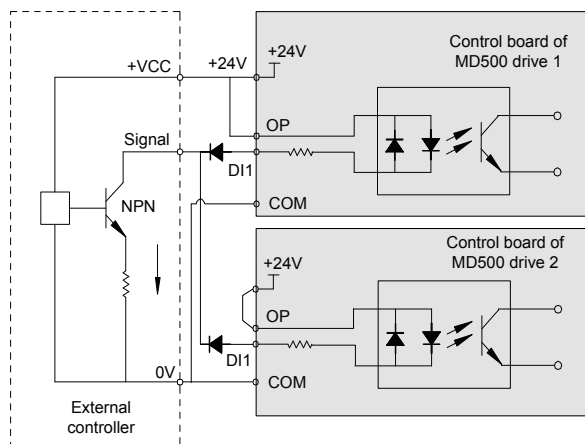 +VCC
Signal
NPN
0V
External
controller
+24V
+24V
OP
DI1
COM
Control board of
MD500 drive 1
+24V
OP
DI1
COM
Control board of
MD500 drive 2